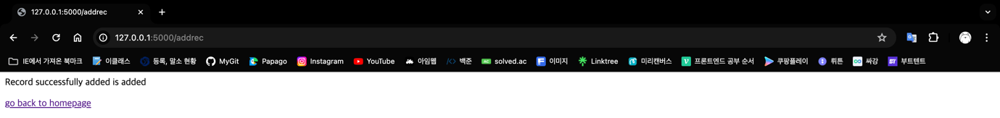 127.0.0.1:5000/addrec
127.0.0.1:5000/addrec
IE에서 가져온 북마크 이클래스 등록, 말소 현황 MyGit Papago Instagram YouTube 아임웹 백준 solved.ac 이미지 Linktree 미리캔버스 프론트엔드 공부 순서 쿠팡플레이 뤼튼 싸강 부트텐트
Record successfully added is added
go back to homepage